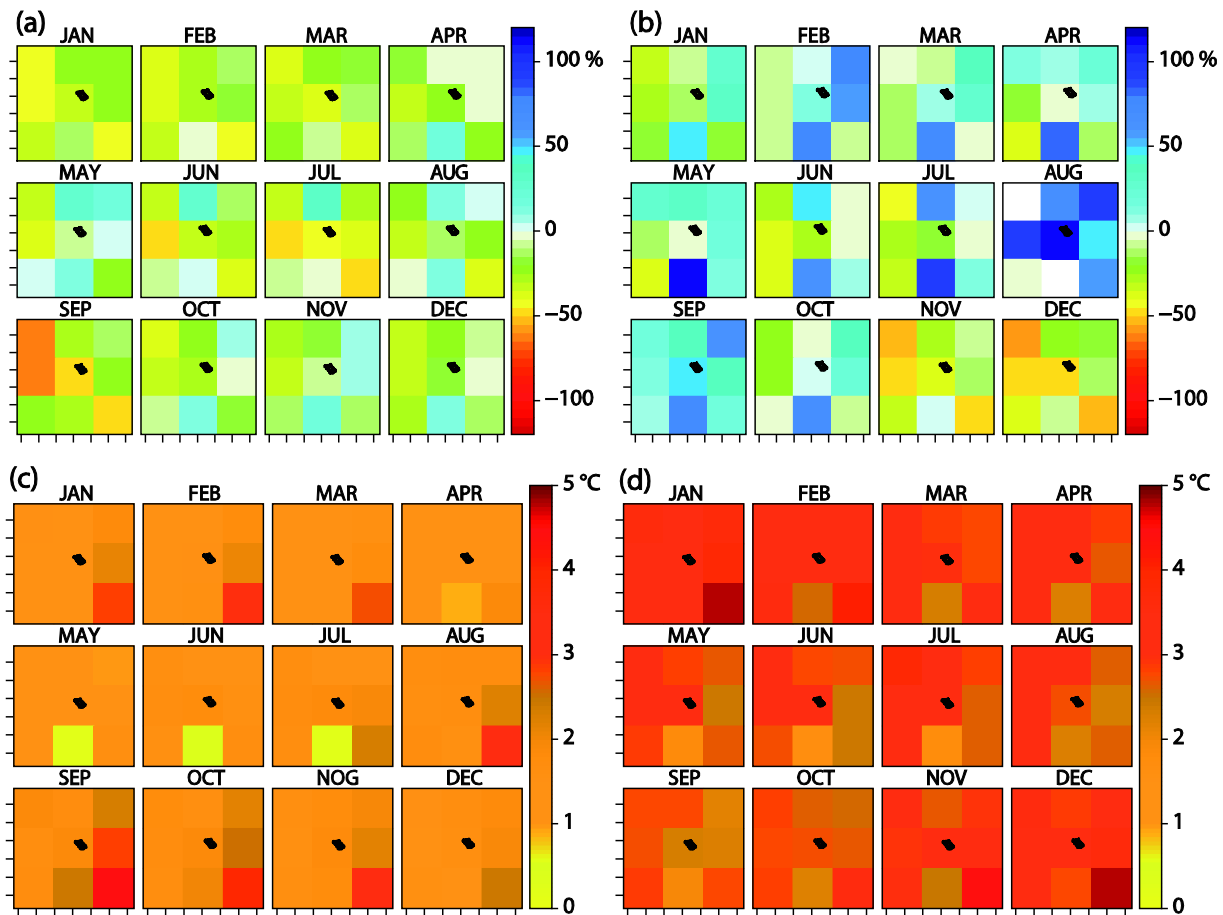 (a)
JAN FEB MAR APR
MAY JUN JUL AUG
SEP OCT NOV DEC
100 %
50
0
−50
−100
(b)
JAN FEB MAR APR
MAY JUN JUL AUG
SEP OCT NOV DEC
100 %
50
0
−50
−100
(c)
JAN FEB MAR APR
MAY JUN JUL AUG
SEP OCT NOG DEC
5 °C
4
3
2
1
0
(d)
JAN FEB MAR APR
MAY JUN JUL AUG
SEP OCT NOV DEC
5 °C
4
3
2
1
0